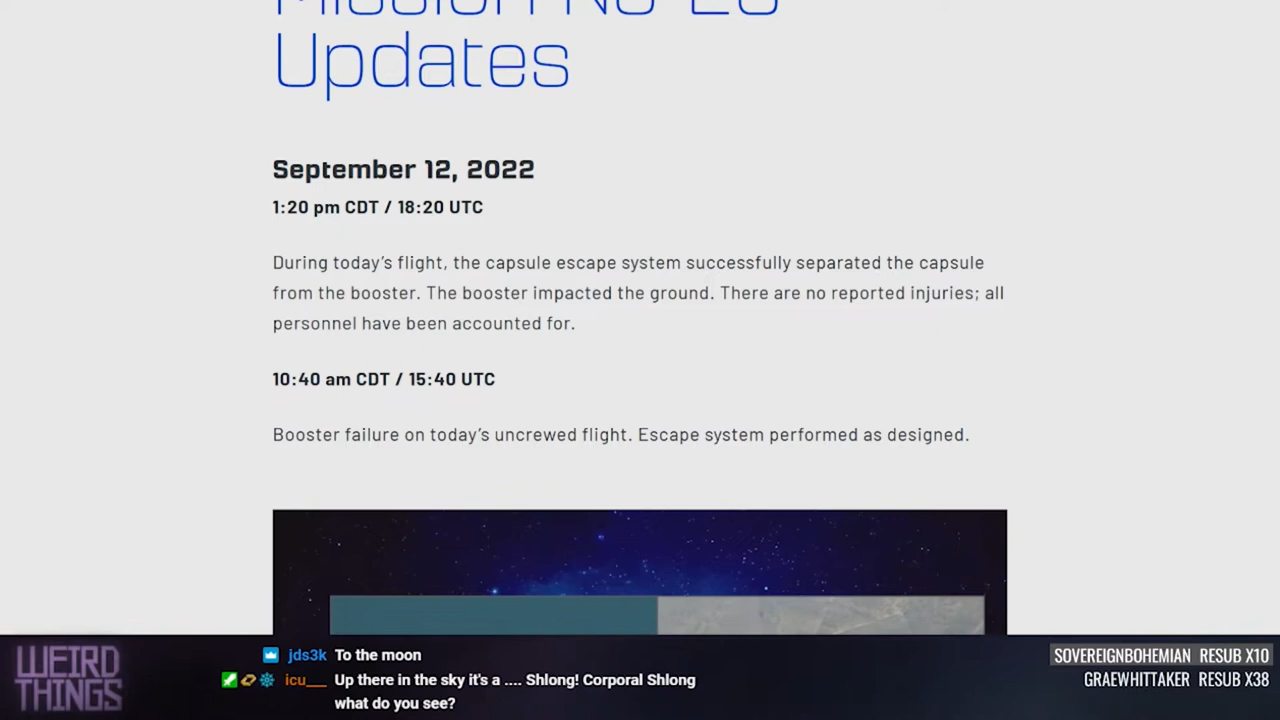 Updates
September 12, 2022
1:20 pm CDT / 18:20 UTC
During today's flight, the capsule escape system successfully separated the capsule
from the booster. The booster impacted the ground. There are no reported injuries; all
personnel have been accounted for.
10:40 am CDT / 15:40 UTC
Booster failure on today's uncrewed flight. Escape system performed as designed.
WEIRD
THINGS
jds3k To the moon
icu___ Up there in the sky it's a .... Shlong! Corporal Shlong
what do you see?
SOVEREIGNBOHEMIAN RESUB X10
GRAEWHITTAKER RESUB X38